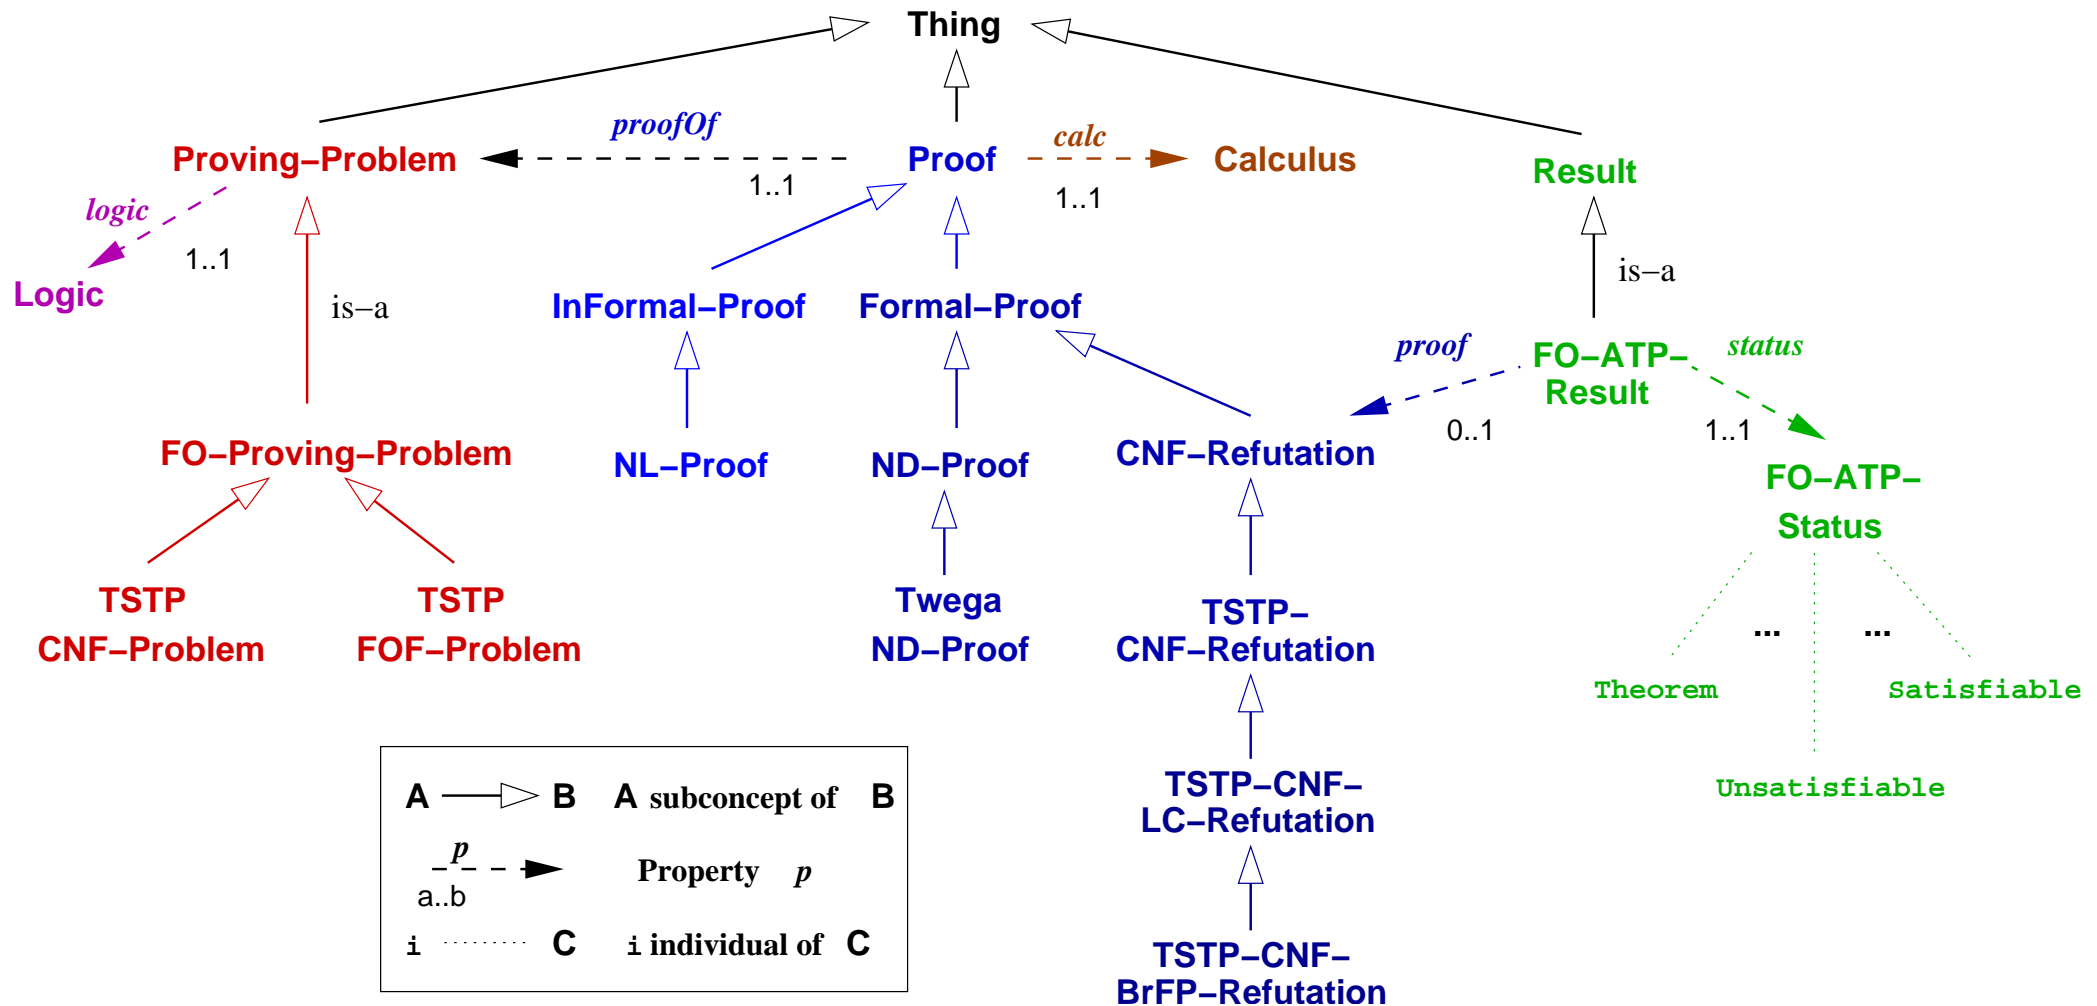 Thing
proofOf
calc
Proving–Problem
Proof
Calculus
Result
1..1
1..1
logic
1..1
Logic
is–a
InFormal–Proof
Formal–Proof
is–a
proof
FO–ATP–
Result
status
0..1
1..1
FO–Proving–Problem
NL–Proof
ND–Proof
CNF–Refutation
FO–ATP–
Status
TSTP
CNF–Problem
TSTP
FOF–Problem
Twega
ND–Proof
TSTP–
CNF–Refutation
... ...
Theorem
Satisfiable
Unsatisfiable
TSTP–CNF–
LC–Refutation
TSTP–CNF–
BrFP–Refutation
A B A subconcept of B
p
a..b
Property p
i C i individual of C